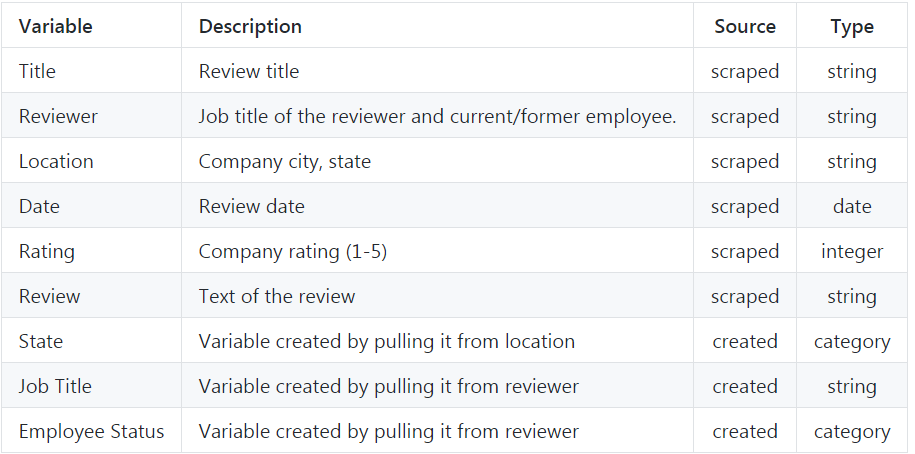 Variable Description Source Type
Title Review title scraped string
Reviewer Job title of the reviewer and current/former employee. scraped string
Location Company city, state scraped string
Date Review date scraped date
Rating Company rating (1-5) scraped integer
Review Text of the review scraped string
State Variable created by pulling it from location created category
Job Title Variable created by pulling it from reviewer created string
Employee Status Variable created by pulling it from reviewer created category